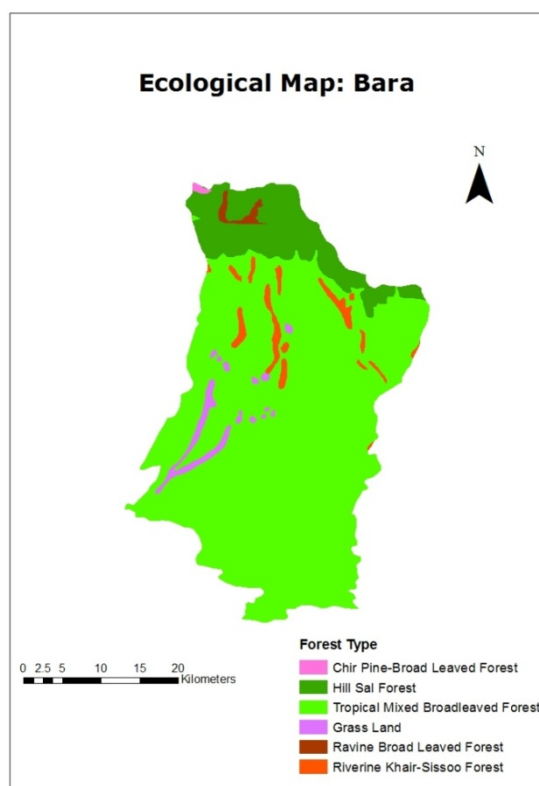 Ecological Map: Bara
N
Forest Type
Chir Pine-Broad Leaved Forest
Hill Sal Forest
Tropical Mixed Broadleaved Forest
Grass Land
Ravine Broad Leaved Forest
Riverine Khair-Sissoo Forest
0 2.5 5 10 15 20
Kilometers